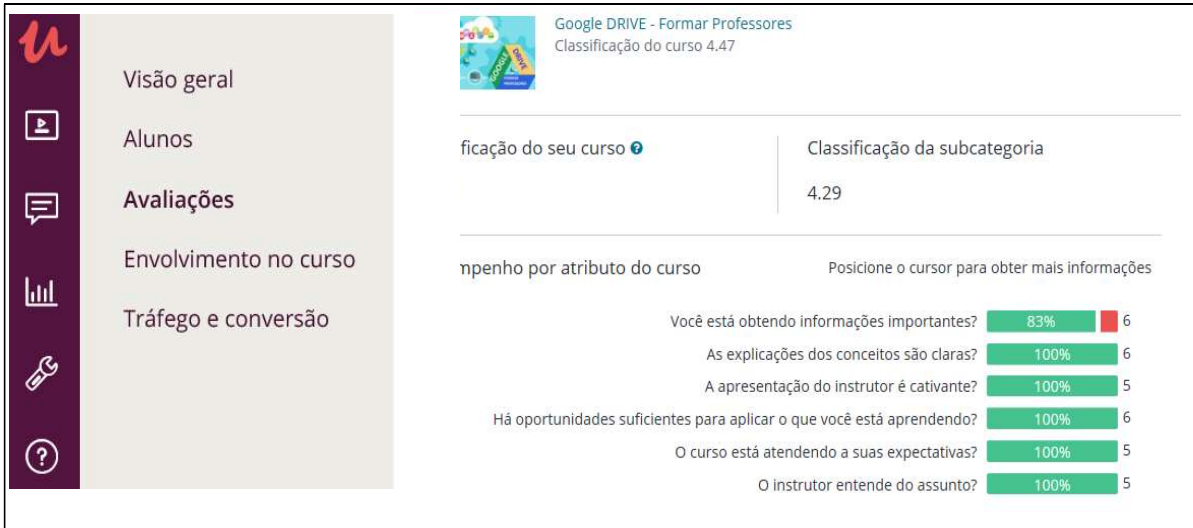 Visão geral
Alunos
Avaliações
Envolvimento no curso
Tráfego e conversão
Google DRIVE - Formar Professores
Classificação do curso 4.47
GOOGLE DRIVE
ficação do seu curso
Classificação da subcategoria
4.29
mpenho por atributo do curso
Posicione o cursor para obter mais informações
Você está obtendo informações importantes? 83% 6
As explicações dos conceitos são claras? 100% 6
A apresentação do instrutor é cativante? 100% 5
Há oportunidades suficientes para aplicar o que você está aprendendo? 100% 6
O curso está atendendo a suas expectativas? 100% 5
O instrutor entende do assunto? 100% 5